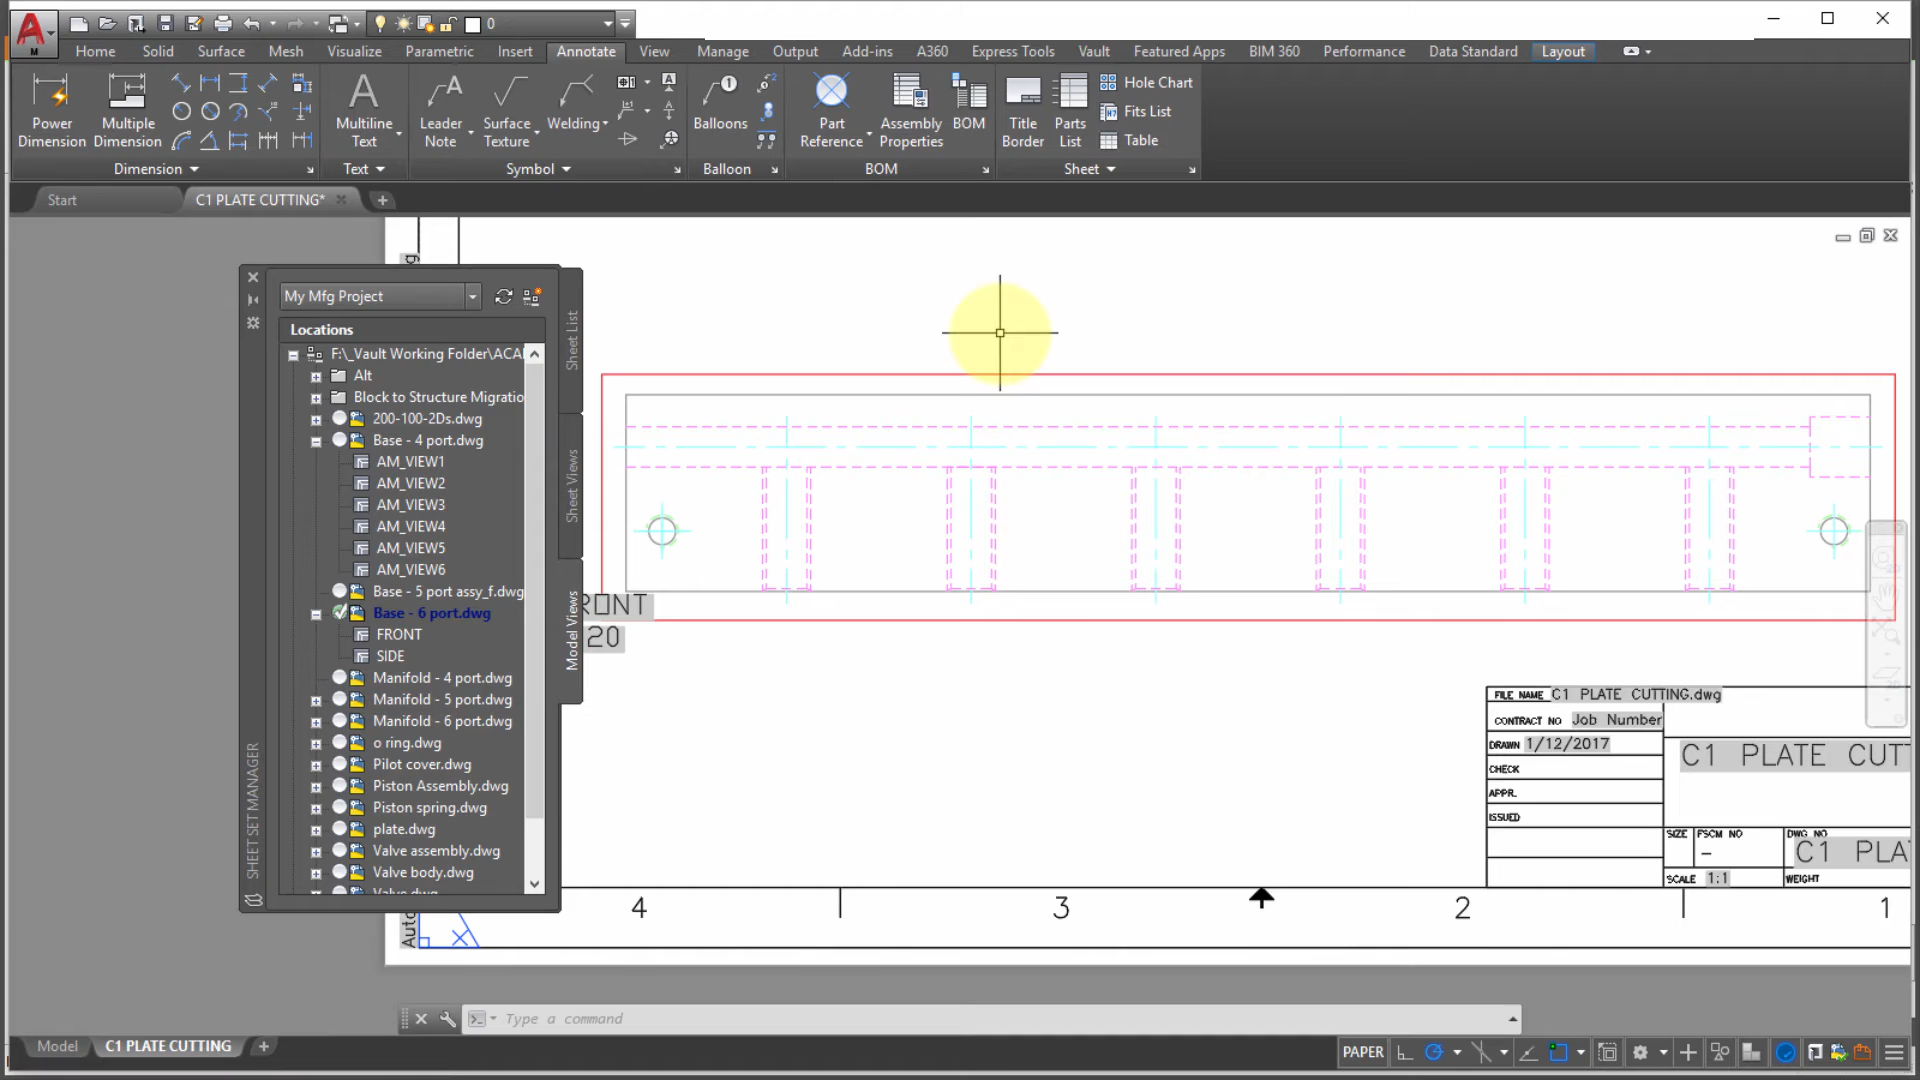 0
Home Solid Surface Mesh Visualize Parametric Insert Annotate View Manage Output Add-ins A360 Express Tools Vault Featured Apps BIM 360 Performance Data Standard Layout
Power Dimension
Multiple Dimension
Multiline Text
Leader Note
Surface Texture
Welding
Balloons
Part Reference
Assembly Properties
BOM
Title Border
Parts List
Hole Chart
Fits List
Table
Dimension Text Symbol Balloon BOM Sheet
Start C1 PLATE CUTTING*
My Mfg Project
Locations
F:\_Vault Working Folder\ACA
Alt
Block to Structure Migratio
200-100-2Ds.dwg
Base - 4 port.dwg
AM_VIEW1
AM_VIEW2
AM_VIEW3
AM_VIEW4
AM_VIEW5
AM_VIEW6
Base - 5 port assy_f.dwg
Base - 6 port.dwg
FRONT
SIDE
Manifold - 4 port.dwg
Manifold - 5 port.dwg
Manifold - 6 port.dwg
o ring.dwg
Pilot cover.dwg
Piston Assembly.dwg
Piston spring.dwg
plate.dwg
Valve assembly.dwg
Valve body.dwg
Valve.dwg
Sheet List
Sheet Views
Model Views
SHEET SET MANAGER
RONT
20
FILE NAME C1 PLATE CUTTING.dwg
CONTRACT NO Job Number
DRAWN 1/12/2017
CHECK
APPR.
ISSUED
C1 PLATE CUT
SIZE FSCM NO DWG NO
– C1 PLA
SCALE 1:1 WEIGHT
4 3 2 1
Auto
g
X
Type a command
Model C1 PLATE CUTTING
PAPER